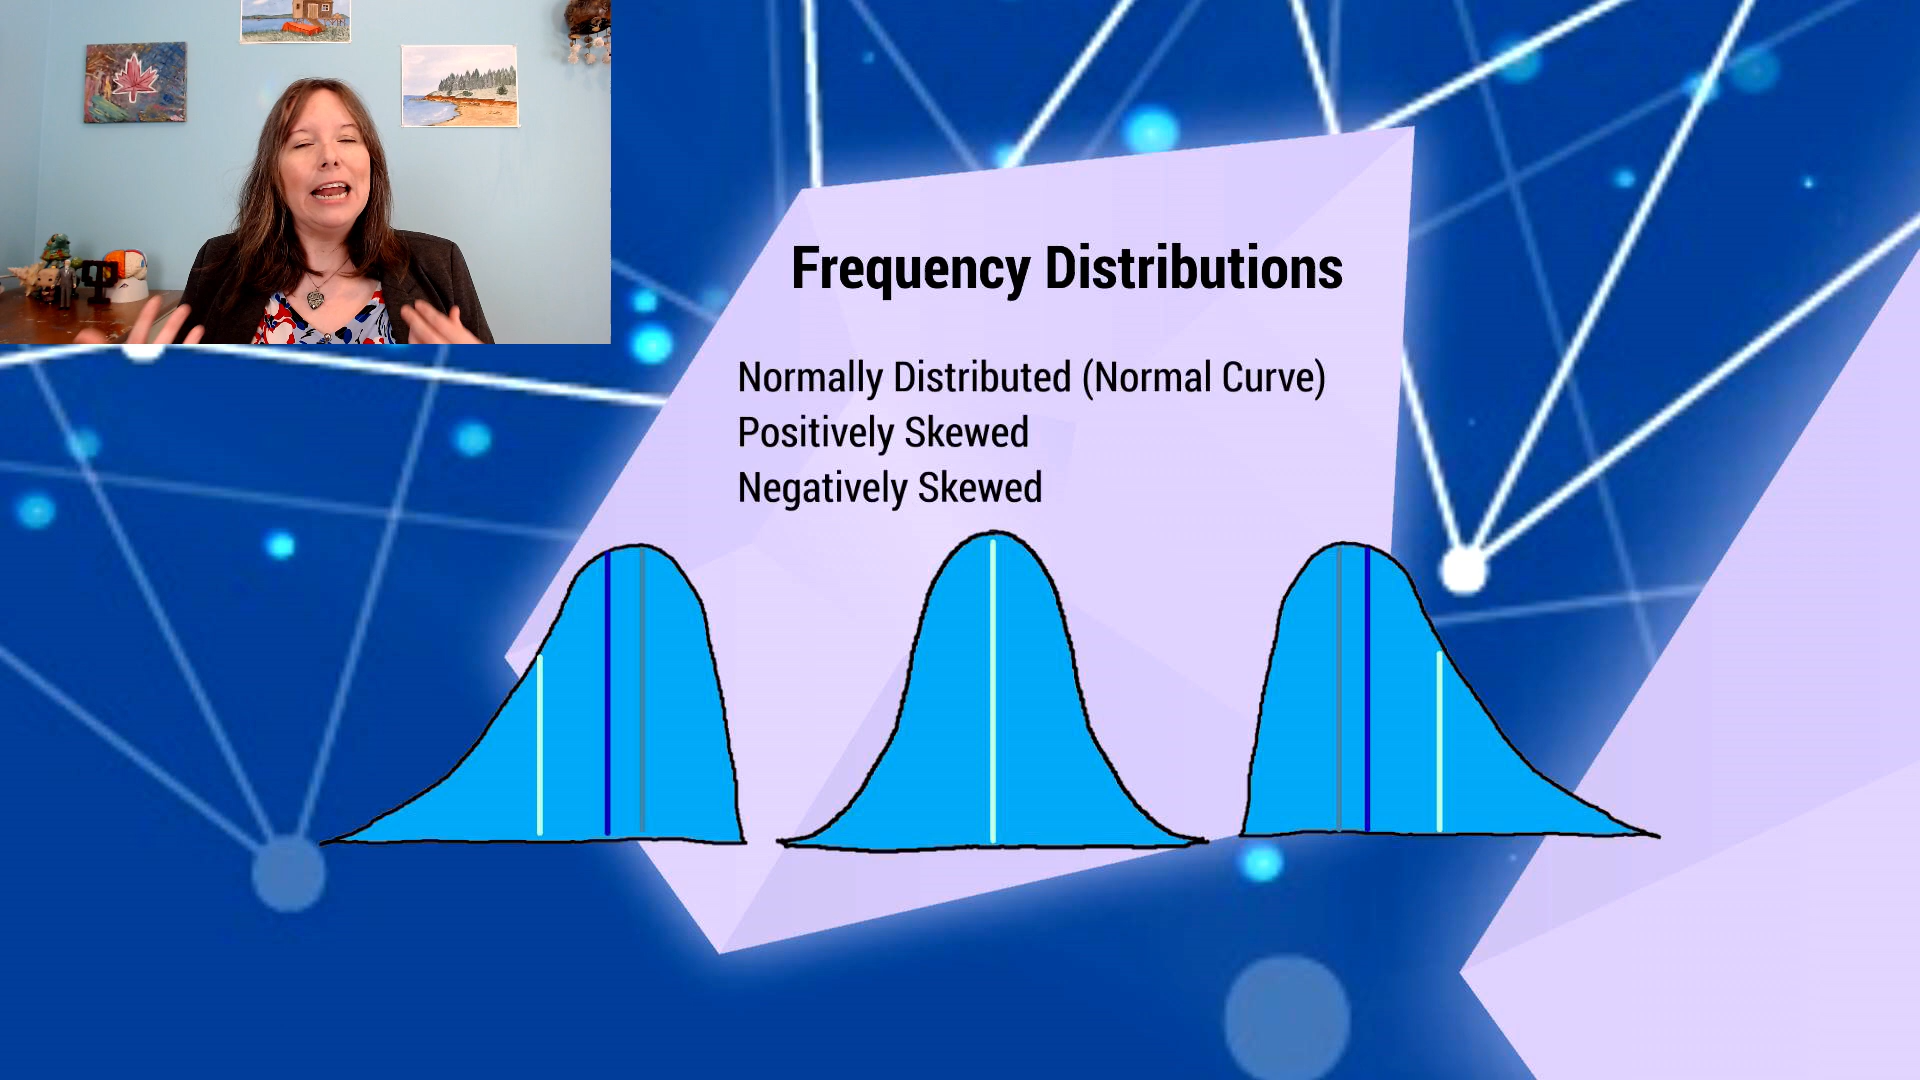 Frequency Distributions
Normally Distributed (Normal Curve)
Positively Skewed
Negatively Skewed